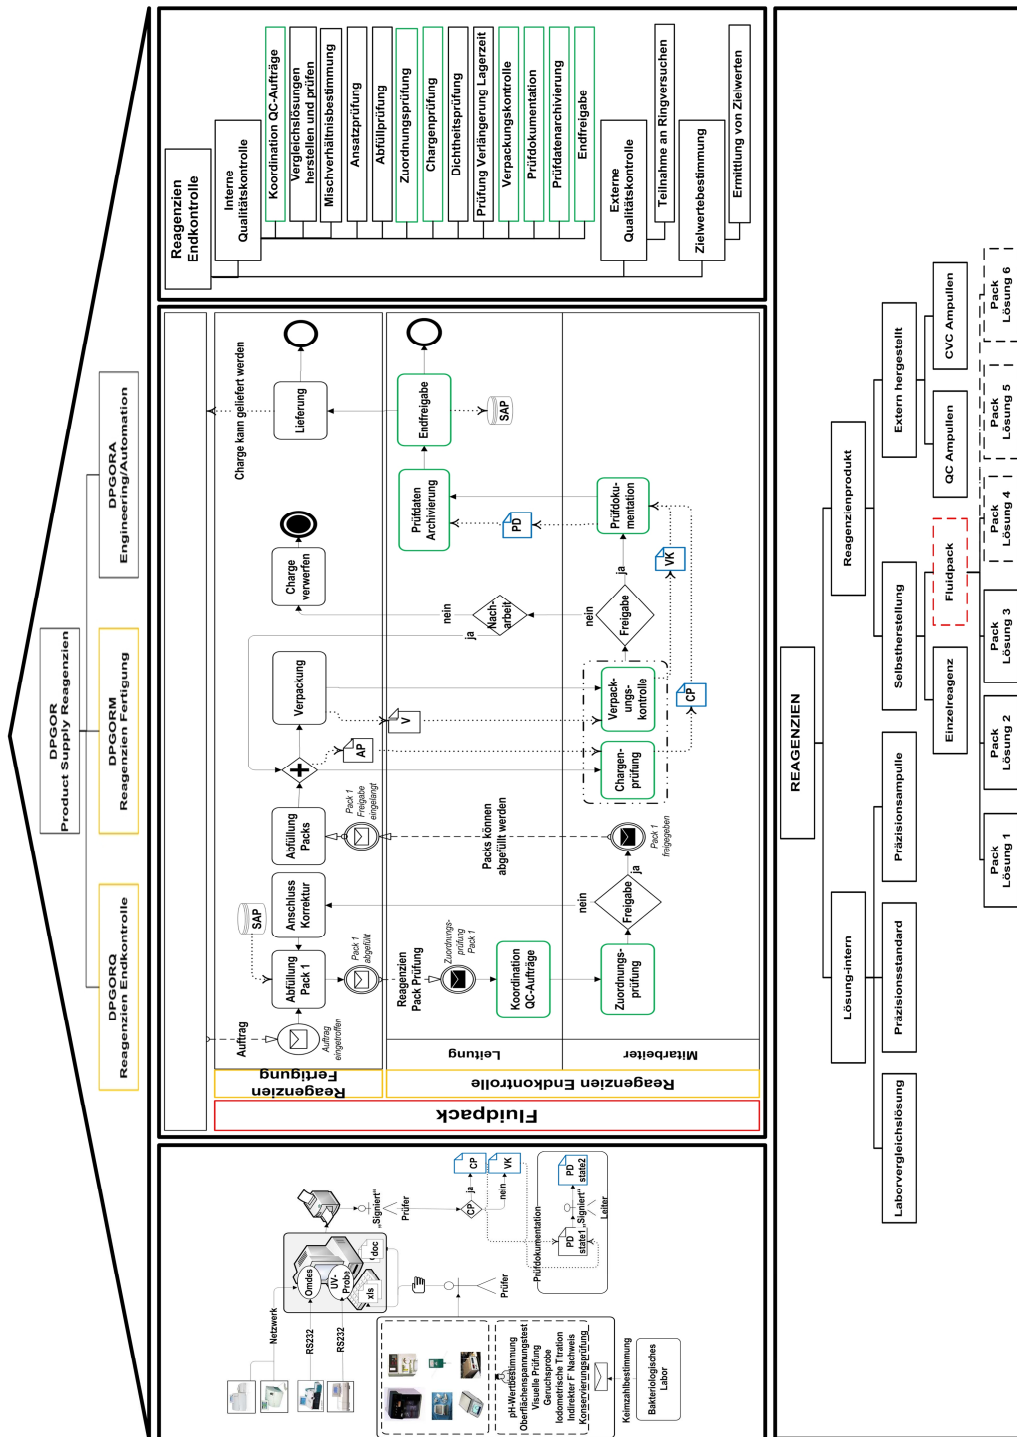 DPGOR
Product Supply Reagenzien
DPGORQ
Reagenzien Endkontrolle
DPGORM
Reagenzien Fertigung
DPGORA
Engineering/Automation
Netzwerk
RS232
RS232
Omdes
UV-
Probe
xls
doc
„Signiert“
Prüfer
CP
ja
nein
CP
VK
Prüfer
Prüfdokumentation
PD
state1
„Signiert“
Leiter
PD
state2
pH-Wertbestimmung
Oberflächenspannungstest
Visuelle Prüfung
Geruchsprobe
Iodometrische Ttration
Indirekter F⁻ Nachweis
Konservierungsprüfung
Keimzahlbestimmung
Bakteriologisches
Labor
Fluidpack
Reagenzien
Fertigung
Reagenzien Endkontrolle
Leitung
Mitarbeiter
Auftrag
Auftrag
eingetroffen
SAP
Abfüllung
Pack 1
Anschluss
Korrektur
Pack 1
abgefüllt
Abfüllung
Packs
Pack 1
Freigabe
eingelangt
AP
Verpackung
V
Charge
verwerfen
Charge kann geliefert werden
Lieferung
Reagenzien
Pack Prüfung
Zuordnungs-
prüfung
Pack 1
Koordination
QC-Aufträge
Packs können
abgefüllt werden
nein
ja
Nach-
arbeit
nein
Prüfdaten
Archivierung
PD
Endfreigabe
SAP
Zuordnungs-
prüfung
Freigabe
nein
ja
Pack 1
freigegeben
Chargen-
prüfung
Verpack-
ungs-
kontrolle
Freigabe
ja
Prüfdoku-
mentation
VK
CP
Reagenzien
Endkontrolle
Interne
Qualitätskontrolle
Koordination QC-Aufträge
Vergleichslösungen
herstellen und prüfen
Mischverhältnisbestimmung
Ansatzprüfung
Abfüllprüfung
Zuordnungsprüfung
Chargenprüfung
Dichtheitsprüfung
Prüfung Verlängerung Lagerzeit
Verpackungskontrolle
Prüfdokumentation
Prüfdatenarchivierung
Endfreigabe
Externe
Qualitätskontrolle
Teilnahme an Ringversuchen
Zielwertebestimmung
Ermittlung von Zielwerten
REAGENZIEN
Lösung-intern
Reagenzienprodukt
Laborvergleichslösung
Präzisionsstandard
Präzisionsampulle
Selbstherstellung
Extern hergestellt
Einzelreagenz
Fluidpack
QC Ampullen
CVC Ampullen
Pack
Lösung 1
Pack
Lösung 2
Pack
Lösung 3
Pack
Lösung 4
Pack
Lösung 5
Pack
Lösung 6